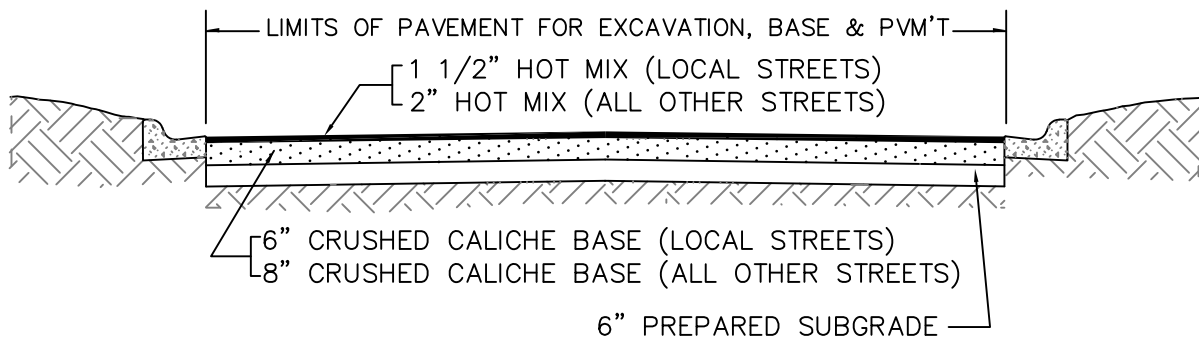 LIMITS OF PAVEMENT FOR EXCAVATION, BASE & PVM'T
1 1/2” HOT MIX (LOCAL STREETS)
2” HOT MIX (ALL OTHER STREETS)
6” CRUSHED CALICHE BASE (LOCAL STREETS)
8” CRUSHED CALICHE BASE (ALL OTHER STREETS)
6” PREPARED SUBGRADE